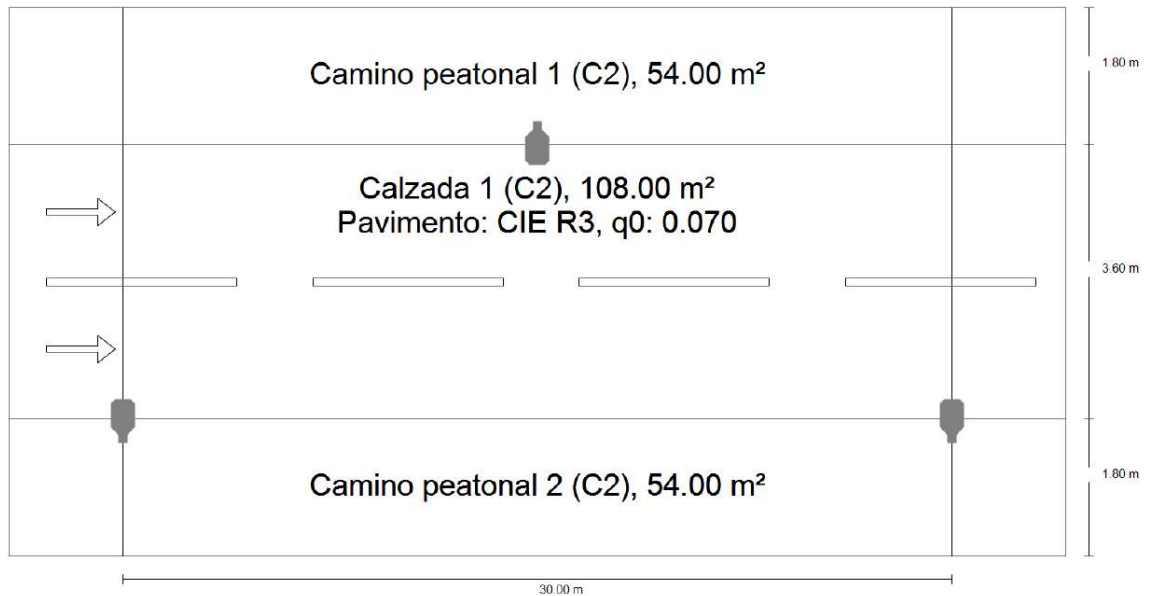 Camino peatonal 1 (C2), 54.00 m²
1.80 m
Calzada 1 (C2), 108.00 m²
Pavimento: CIE R3, q0: 0.070
3.60 m
Camino peatonal 2 (C2), 54.00 m²
1.80 m
30.00 m